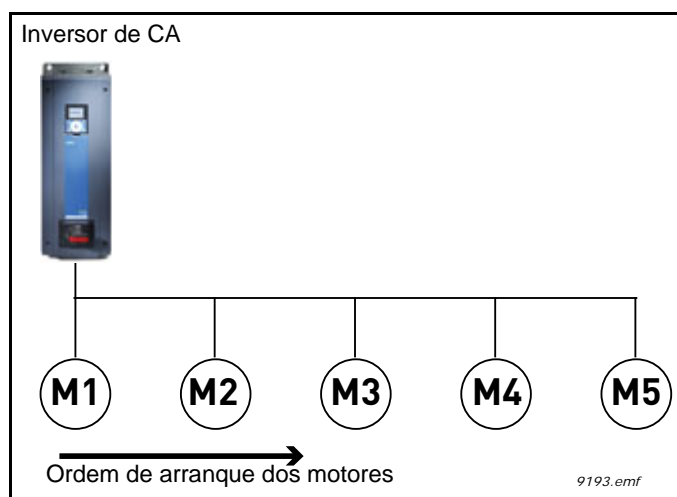 Inversor de CA
M1 M2 M3 M4 M5
Ordem de arranque dos motores
9193.emf